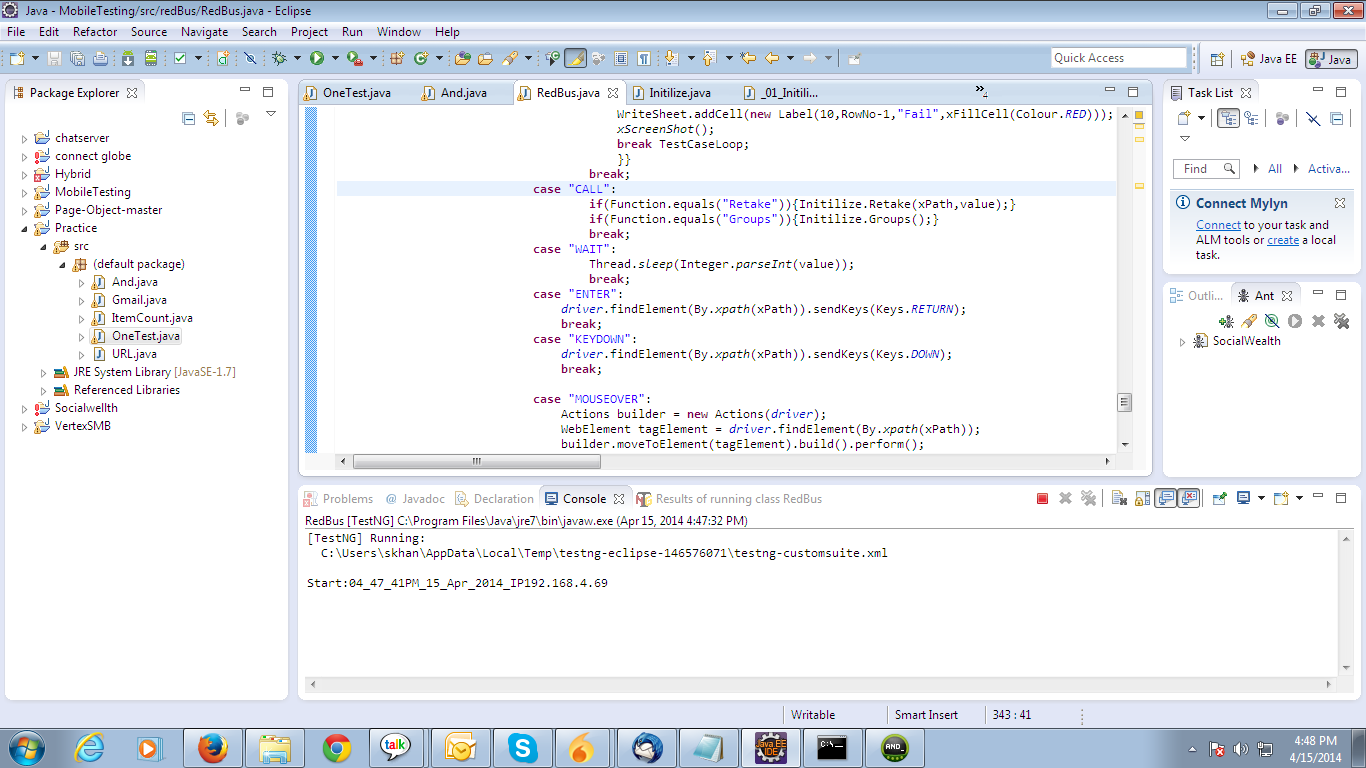 Java - MobileTesting/src/redBus/RedBus.java - Eclipse
File Edit Refactor Source Navigate Search Project Run Window Help
Quick Access
Java EE
Java
Package Explorer
chatserver
connect globe
Hybrid
MobileTesting
Page-Object-master
Practice
src
(default package)
And.java
Gmail.java
ItemCount.java
OneTest.java
URL.java
JRE System Library [JavaSE-1.7]
Referenced Libraries
Socialwellth
VertexSMB
OneTest.java And.java RedBus.java Initilize.java _01_Initili... »4
WriteSheet.addCell(new Label(10,RowNo-1,"Fail",xFillCell(Colour.RED)));
xScreenShot();
break TestCaseLoop;
}}
break;
case "CALL":
if(Function.equals("Retake")){Initilize.Retake(xPath,value);}
if(Function.equals("Groups")){Initilize.Groups();}
break;
case "WAIT":
Thread.sleep(Integer.parseInt(value));
break;
case "ENTER":
driver.findElement(By.xpath(xPath)).sendKeys(Keys.RETURN);
break;
case "KEYDOWN":
driver.findElement(By.xpath(xPath)).sendKeys(Keys.DOWN);
break;
case "MOUSEOVER":
Actions builder = new Actions(driver);
WebElement tagElement = driver.findElement(By.xpath(xPath));
builder.moveToElement(tagElement).build().perform();
Task List
Find All Activa...
Connect Mylyn
Connect to your task and
ALM tools or create a local
task.
Outli... Ant
SocialWealth
Problems @ Javadoc Declaration Console Results of running class RedBus
RedBus [TestNG] C:\Program Files\Java\jre7\bin\javaw.exe (Apr 15, 2014 4:47:32 PM)
[TestNG] Running:
C:\Users\skhan\AppData\Local\Temp\testng-eclipse-146576071\testng-customsuite.xml
Start:04_47_41PM_15_Apr_2014_IP192.168.4.69
Writable Smart Insert 343 : 41
talk
Java EE
IDE
C:\_
AND_
4:48 PM
4/15/2014